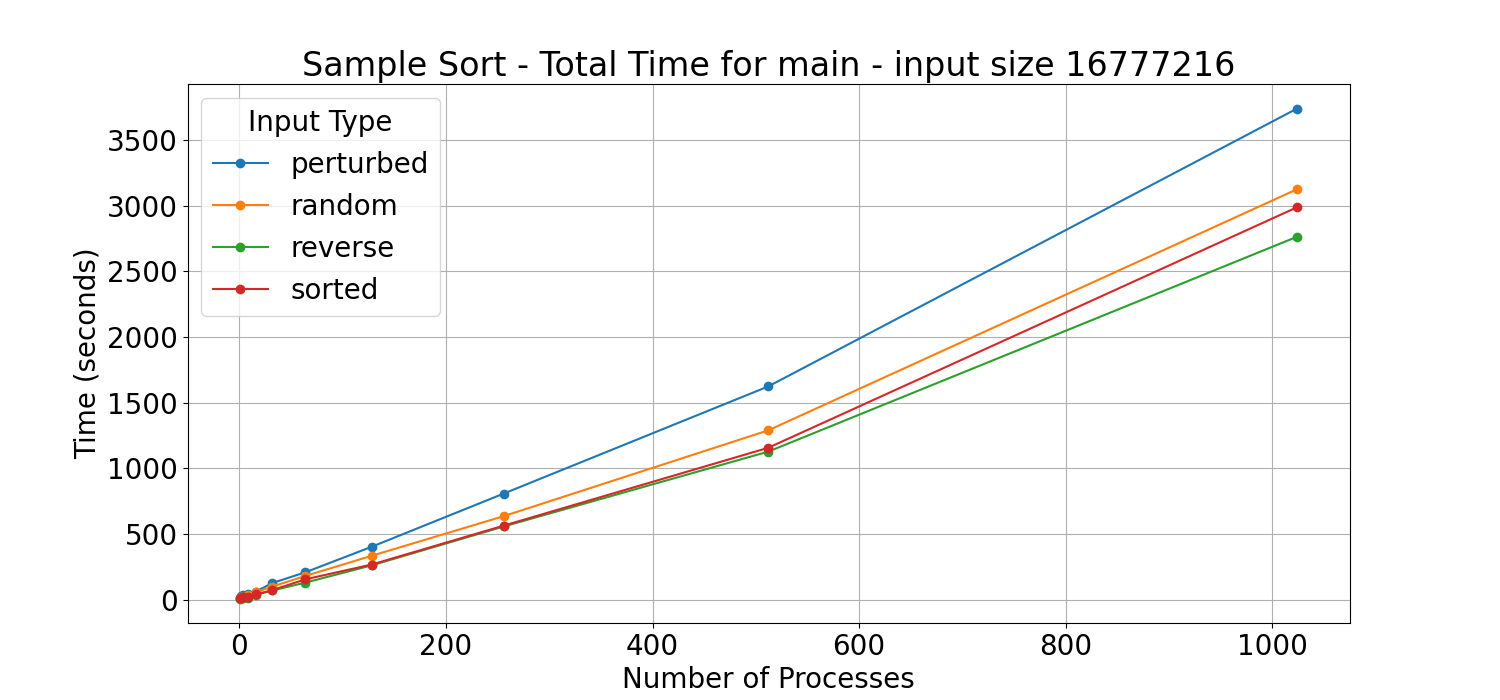 Sample Sort - Total Time for main - input size 16777216
Input Type
perturbed
random
reverse
sorted
Time (seconds)
3500
3000
2500
2000
1500
1000
500
0
0 200 400 600 800 1000
Number of Processes